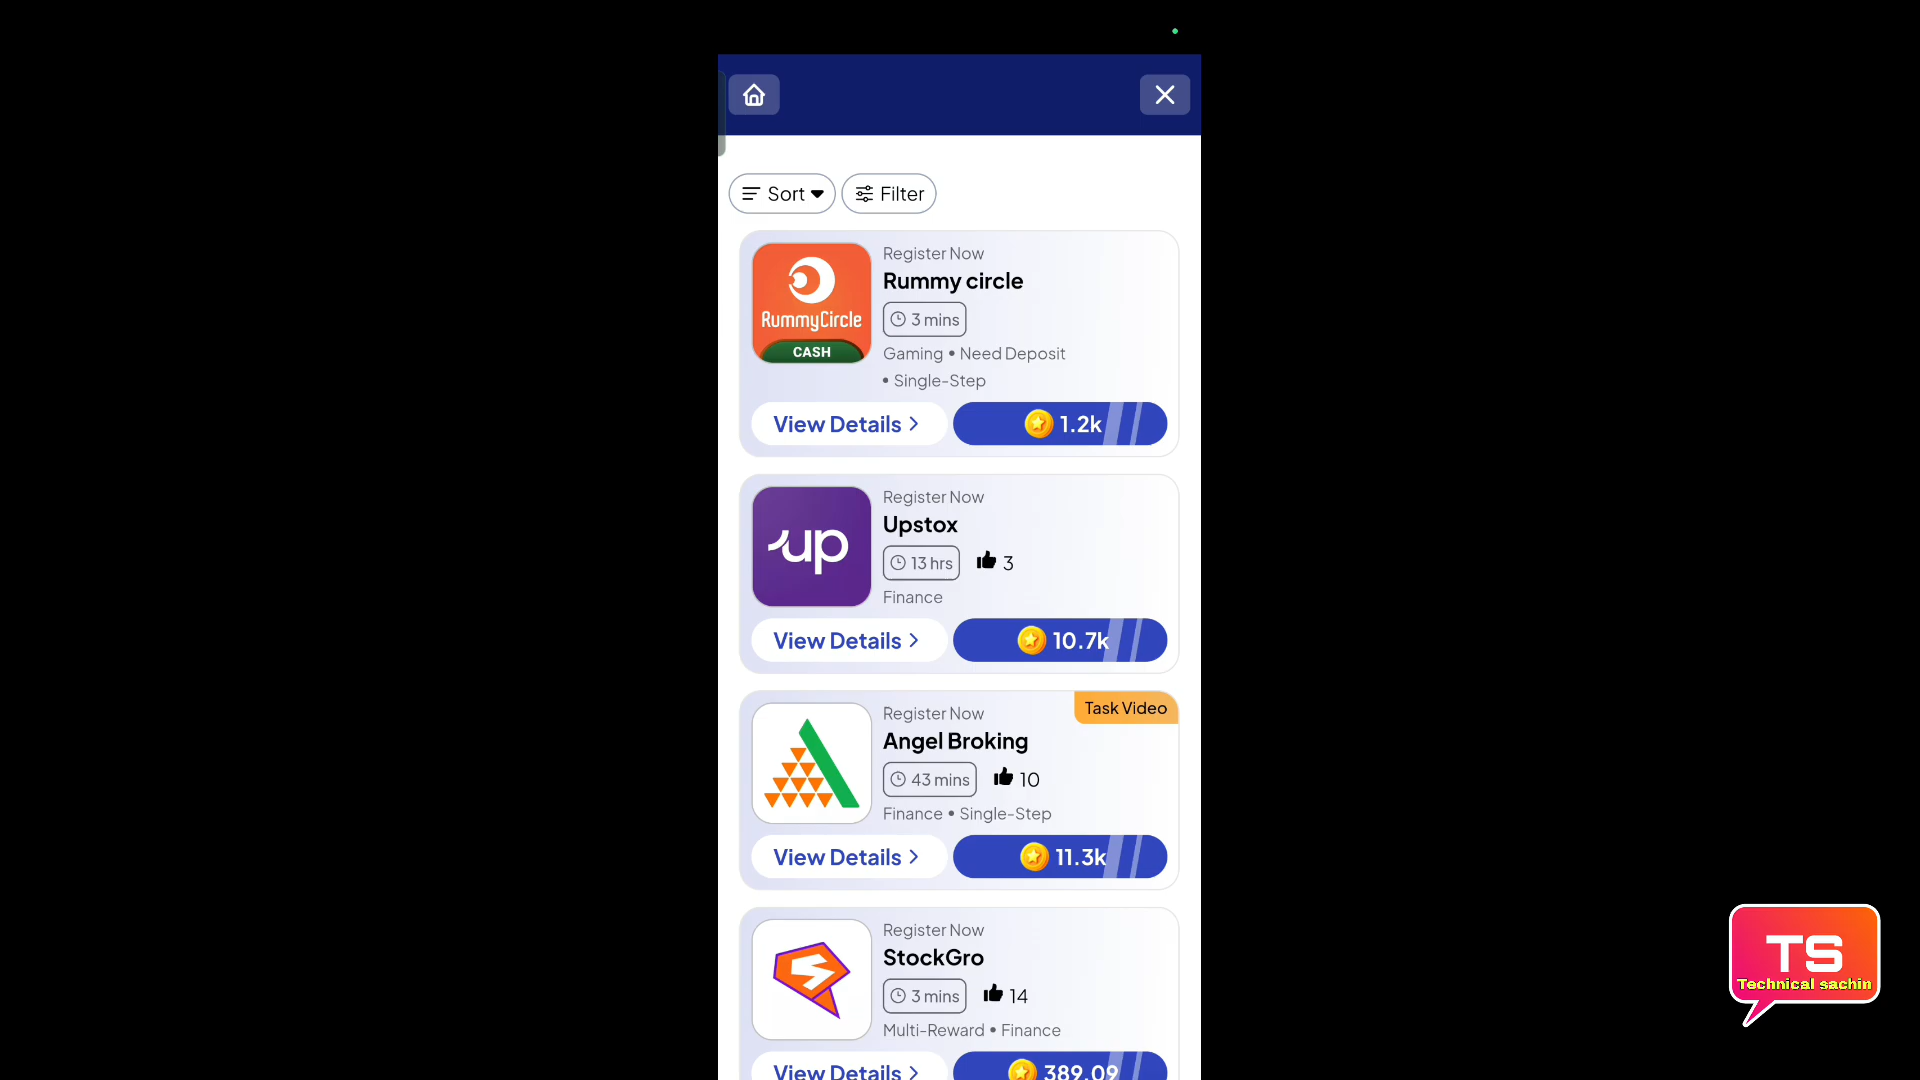 Sort
Filter
RummyCircle
CASH
Register Now
Rummy circle
3 mins
Gaming • Need Deposit
• Single-Step
View Details >
1.2k
up
Register Now
Upstox
13 hrs
3
Finance
View Details >
10.7k
Task Video
Register Now
Angel Broking
43 mins
10
Finance • Single-Step
View Details >
11.3k
Register Now
StockGro
3 mins
14
Multi-Reward • Finance
View Details >
389.09
TS
Technical sachin